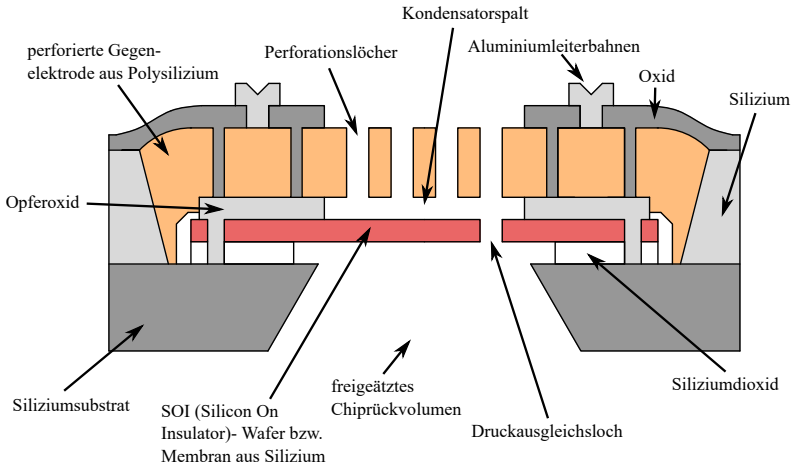 Kondensatorspalt
perforierte Gegen-
elektrode aus Polysilizium
Perforationslöcher
Aluminiumleiterbahnen
Oxid
Silizium
Opferoxid
Siliziumsubstrat
SOI (Silicon On
Insulator)- Wafer bzw.
Membran aus Silizium
freigeätztes
Chiprückvolumen
Druckausgleichsloch
Siliziumdioxid